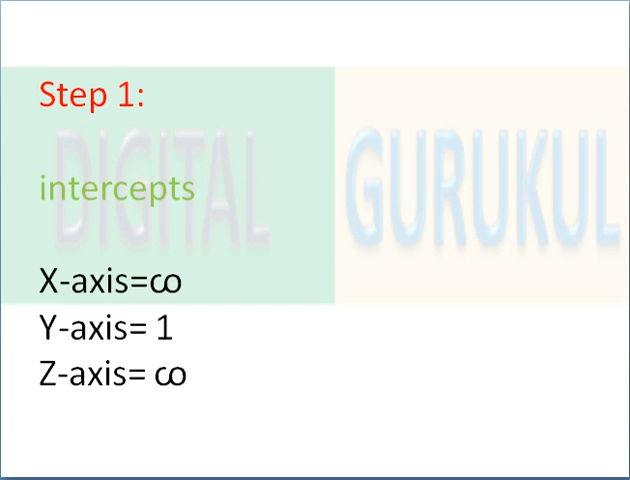 Step 1:
DIGITAL GURUKUL
intercepts
X-axis=ꝏ
Y-axis= 1
Z-axis= ꝏ